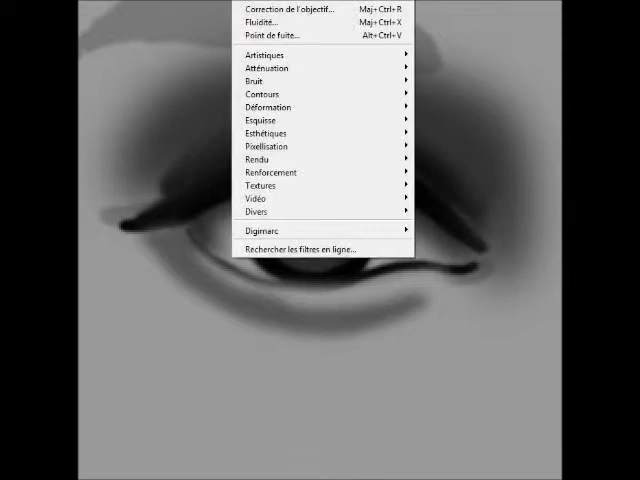 Correction de l'objectif... Maj+Ctrl+R
Fluidité... Maj+Ctrl+X
Point de fuite... Alt+Ctrl+V
Artistiques
Atténuation
Bruit
Contours
Déformation
Esquisse
Esthétiques
Pixellisation
Rendu
Renforcement
Textures
Vidéo
Divers
Digimarc
Rechercher les filtres en ligne...